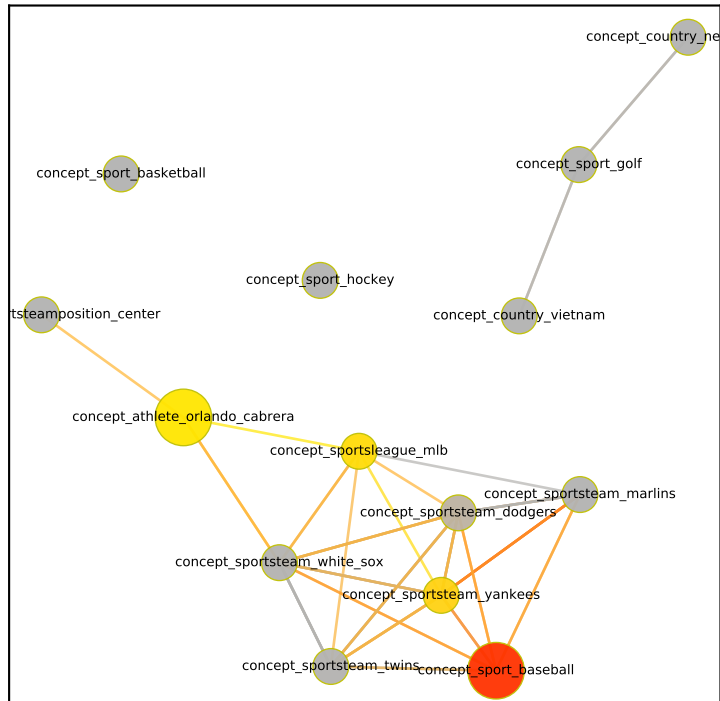 concept_country_ne
concept_sport_golf
concept_sport_basketball
concept_sport_hockey
rtsteamposition_center
concept_country_vietnam
concept_athlete_orlando_cabrera
concept_sportsleague_mlb
concept_sportsteam_marlins
concept_sportsteam_dodgers
concept_sportsteam_white_sox
concept_sportsteam_yankees
concept_sportsteam_twins
concept_sport_baseball